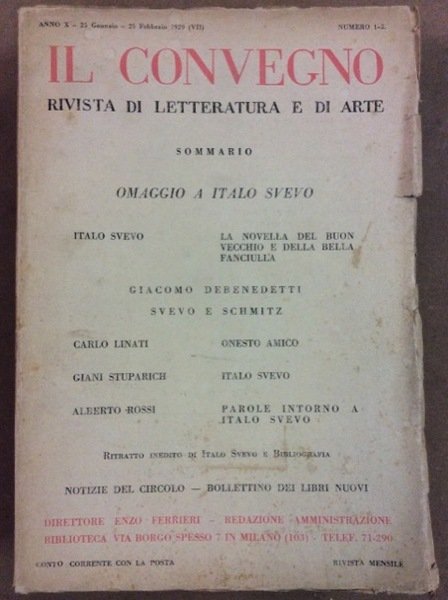 ANNO X - 25 Gennaio - 25 Febbraio 1929 (VII) NUMERO 1-2.
IL CONVEGNO
RIVISTA DI LETTERATURA E DI ARTE
SOMMARIO
OMAGGIO A ITALO SVEVO
ITALO SVEVO LA NOVELLA DEL BUON
VECCHIO E DELLA BELLA
FANCIULLA
GIACOMO DEBENEDETTI
SVEVO E SCHMITZ
CARLO LINATI ONESTO AMICO
GIANI STUPARICH ITALO SVEVO
ALBERTO ROSSI PAROLE INTORNO A
ITALO SVEVO
RITRATTO INEDITO DI ITALO SVEVO E BIBLIOGRAFIA
NOTIZIE DEL CIRCOLO — BOLLETTINO DEI LIBRI NUOVI
DIRETTORE ENZO FERRIERI - REDAZIONE AMMINISTRAZIONE
BIBLIOTECA VIA BORGO SPESSO 7 IN MILANO (103) - TELEF. 71-290
CONTO CORRENTE CON LA POSTA RIVISTA MENSILE